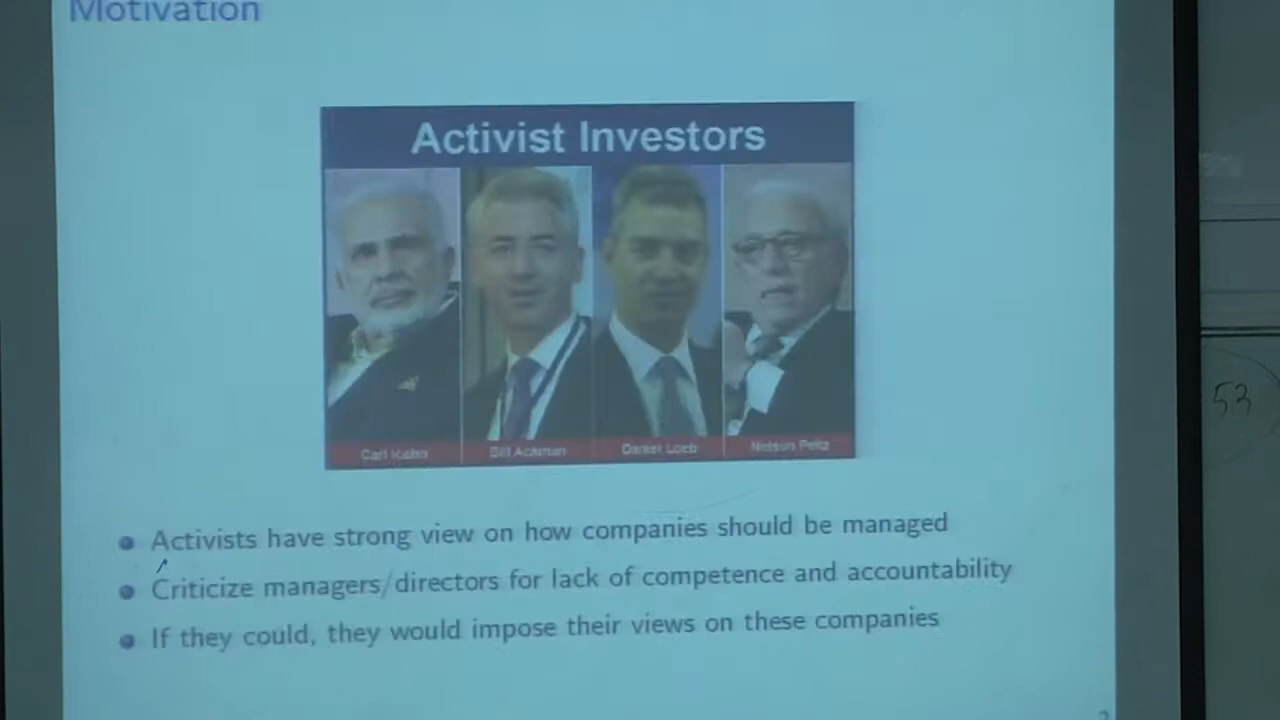 Motivation
Activist Investors
Carl Icahn
Bill Ackman
Daniel Loeb
Nelson Peltz
Activists have strong view on how companies should be managed
Criticize managers/directors for lack of competence and accountability
If they could, they would impose their views on these companies
53